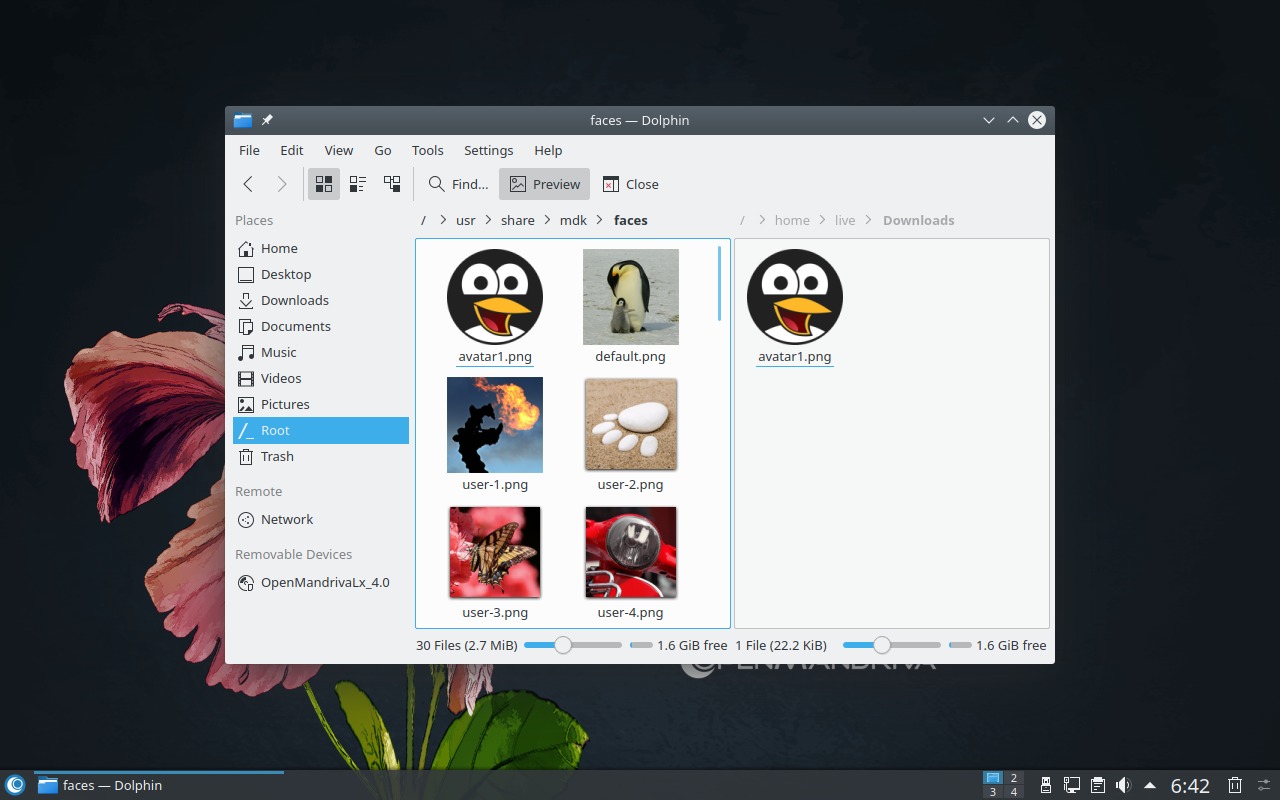 faces — Dolphin
File Edit View Go Tools Settings Help
Find... Preview Close
Places
/ usr share mdk faces
/ home live Downloads
Home
Desktop
Downloads
Documents
Music
Videos
Pictures
Root
Trash
Remote
Network
Removable Devices
OpenMandrivaLx_4.0
avatar1.png default.png
user-1.png user-2.png
user-3.png user-4.png
30 Files (2.7 MiB) 1.6 GiB free
avatar1.png
1 File (22.2 KiB) 1.6 GiB free
OPENMANDRIVA
faces — Dolphin
2
3 4
6:42